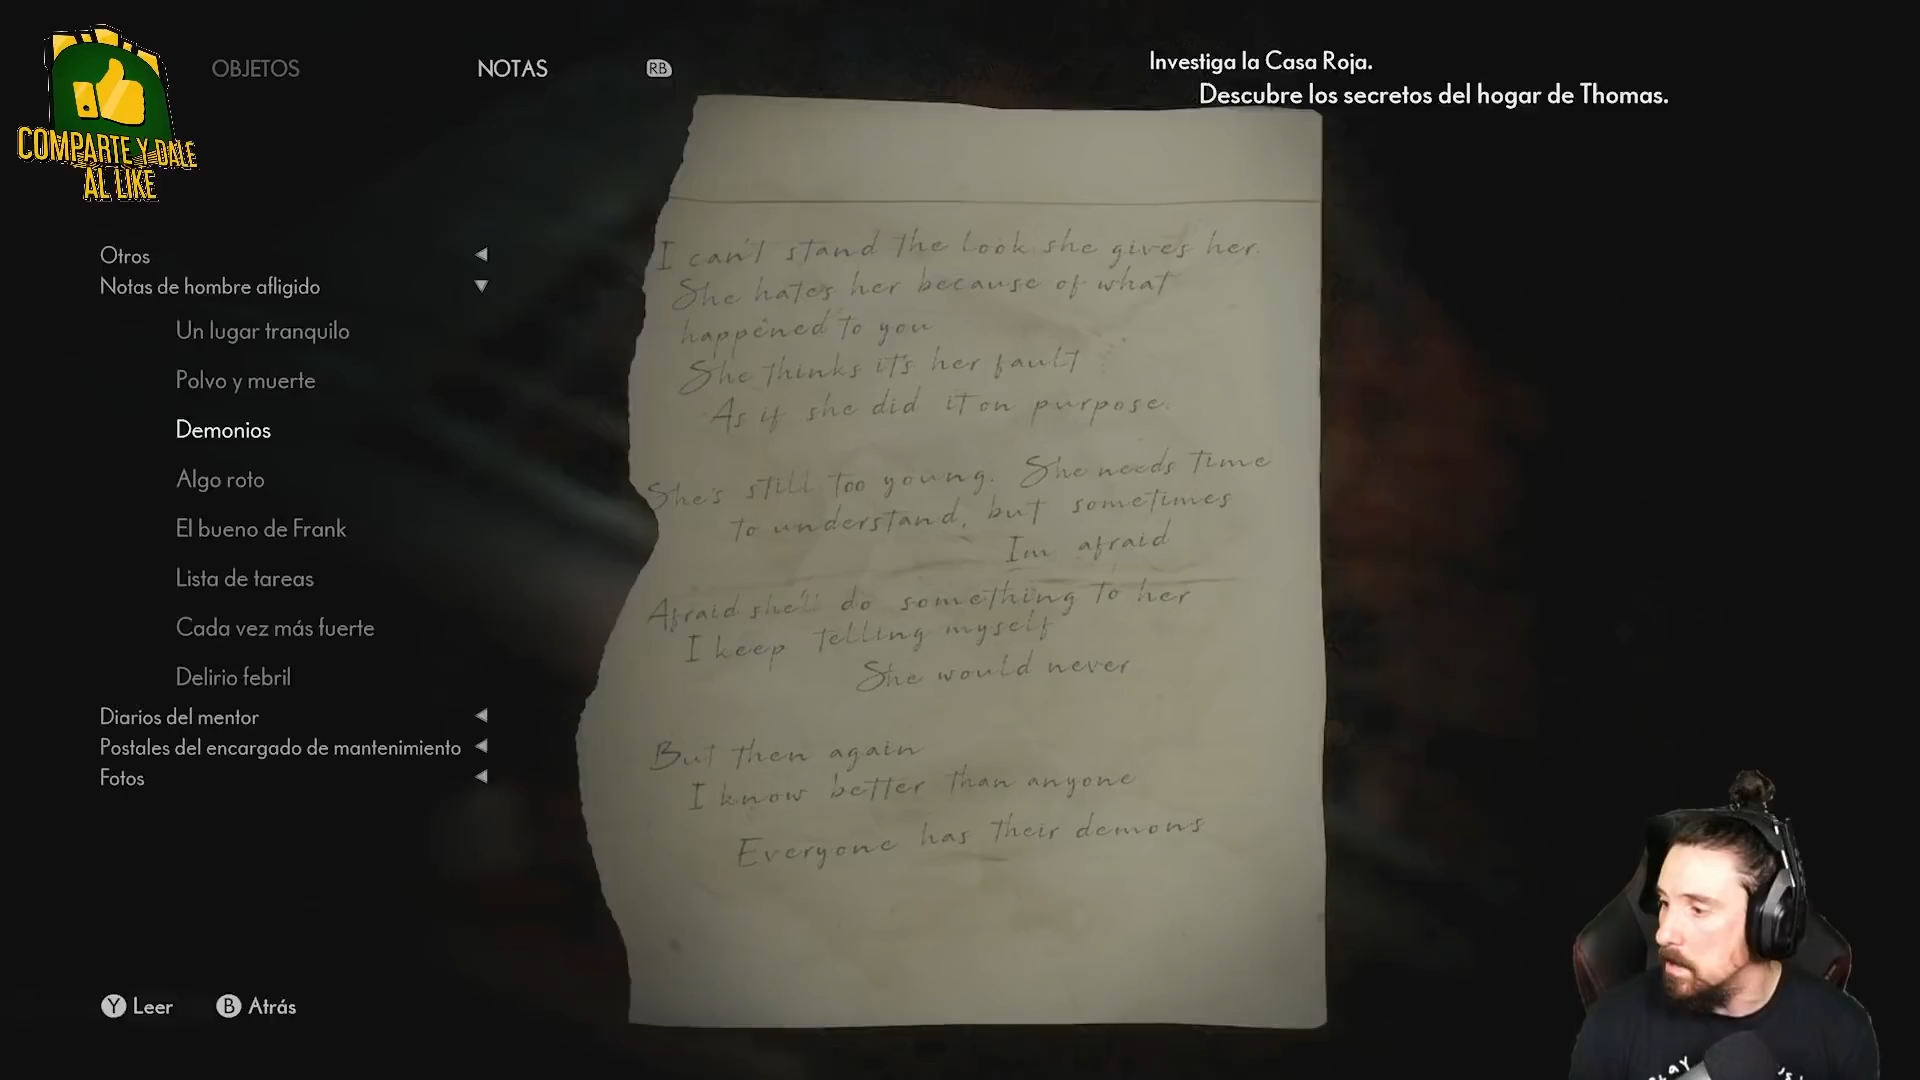 COMPARTE Y DALE
AL LIKE
OBJETOS
NOTAS
RB
Investiga la Casa Roja.
Descubre los secretos del hogar de Thomas.
Otros
Notas de hombre afligido
Un lugar tranquilo
Polvo y muerte
Demonios
Algo roto
El bueno de Frank
Lista de tareas
Cada vez más fuerte
Delirio febril
Diarios del mentor
Postales del encargado de mantenimiento
Fotos
I can't stand the look she gives her.
She hates her because of what
happened to you
She thinks it's her fault
As if she did it on purpose.
She's still too young. She needs time
to understand, but sometimes
Im afraid
Afraid she'll do something to her
I keep telling myself
She would never
But then again
I know better than anyone
Everyone has their demons
Y Leer
B Atrás